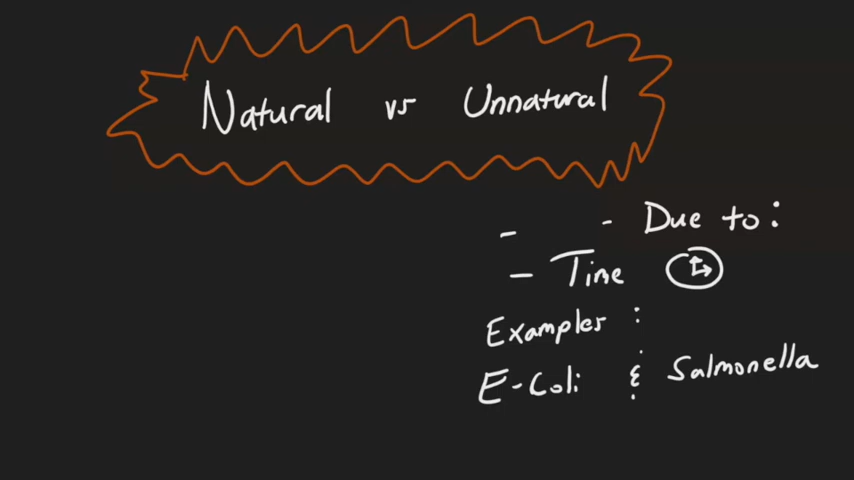 Natural vs Unnatural
- - Due to:
- Time
Examples :
E-Coli & Salmonella